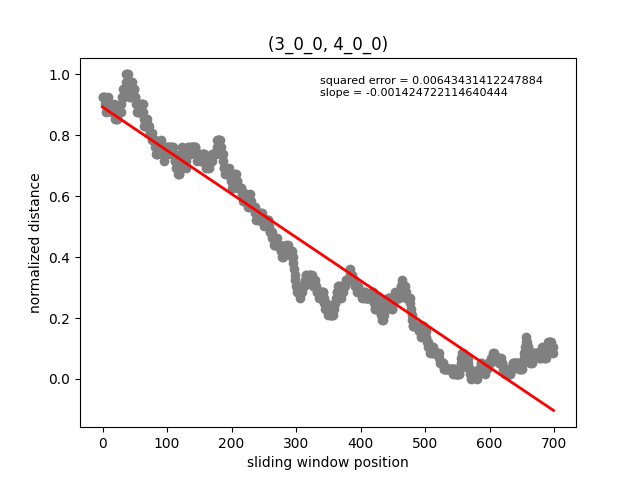 (3_0_0, 4_0_0)
squared error = 0.00643431412247884
slope = -0.001424722114640444
1.0
0.8
0.6
0.4
0.2
0.0
normalized distance
0 100 200 300 400 500 600 700
sliding window position